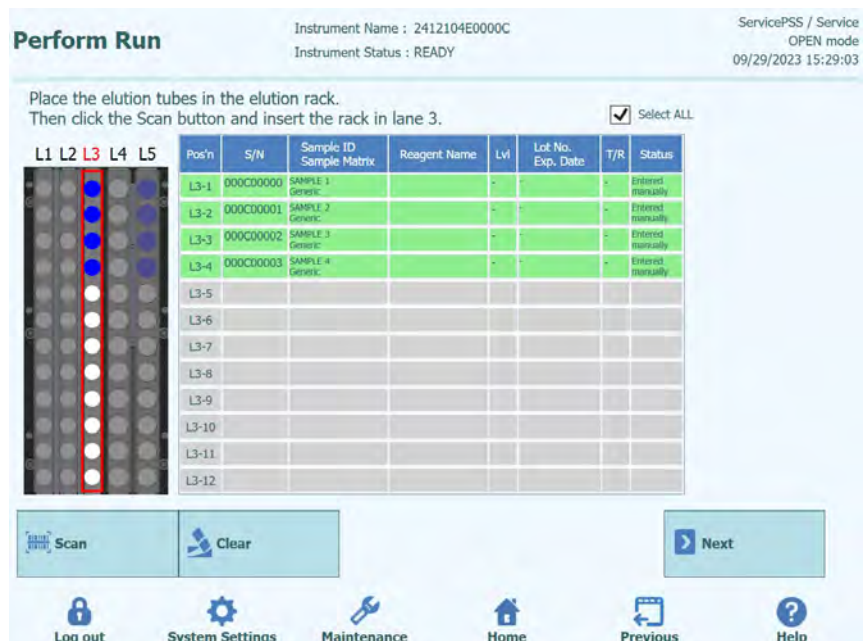 Perform Run
Instrument Name : 2412104E0000C
Instrument Status : READY
ServicePSS / Service
OPEN mode
09/29/2023 15:29:03
Place the elution tubes in the elution rack.
Then click the Scan button and insert the rack in lane 3.
Select ALL
L1 L2 L3 L4 L5
Pos'n S/N Sample ID Sample Matrix Reagent Name Lvl Lot No. Exp. Date T/R Status
L3-1 000C00000 SAMPLE 1 Generic - - - Entered manually
L3-2 000C00001 SAMPLE 2 Generic - - - Entered manually
L3-3 000C00002 SAMPLE 3 Generic - - - Entered manually
L3-4 000C00003 SAMPLE 4 Generic - - - Entered manually
L3-5
L3-6
L3-7
L3-8
L3-9
L3-10
L3-11
L3-12
Scan
Clear
Next
Log out
System Settings
Maintenance
Home
Previous
Help